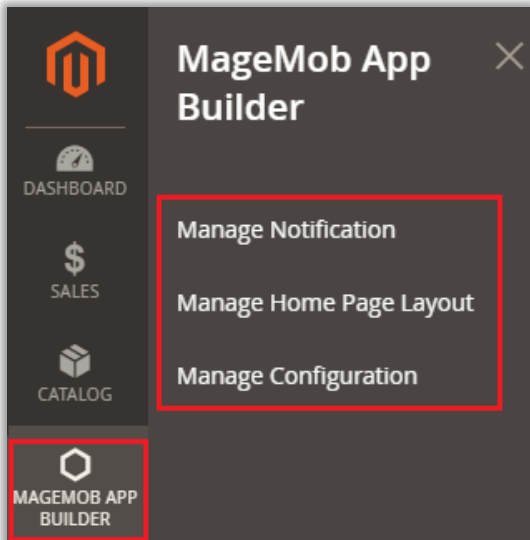 MageMob App
Builder
DASHBOARD
SALES
CATALOG
MAGEMOB APP
BUILDER
Manage Notification
Manage Home Page Layout
Manage Configuration